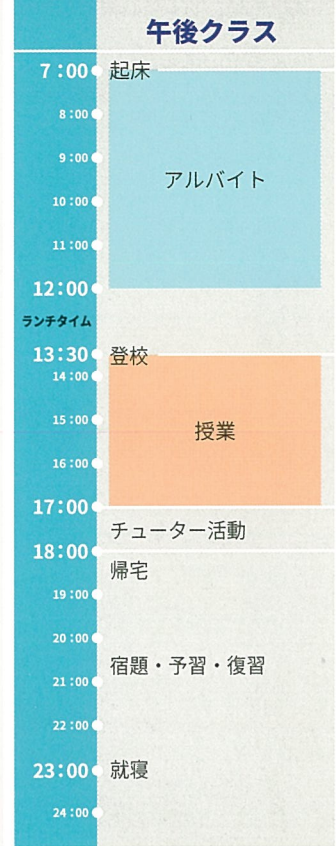 午後クラス
7:00 起床
8:00
9:00
アルバイト
10:00
11:00
12:00
ランチタイム
13:30 登校
14:00
15:00
授業
16:00
17:00
チューター活動
18:00
帰宅
19:00
20:00
宿題・予習・復習
21:00
22:00
23:00 就寝
24:00